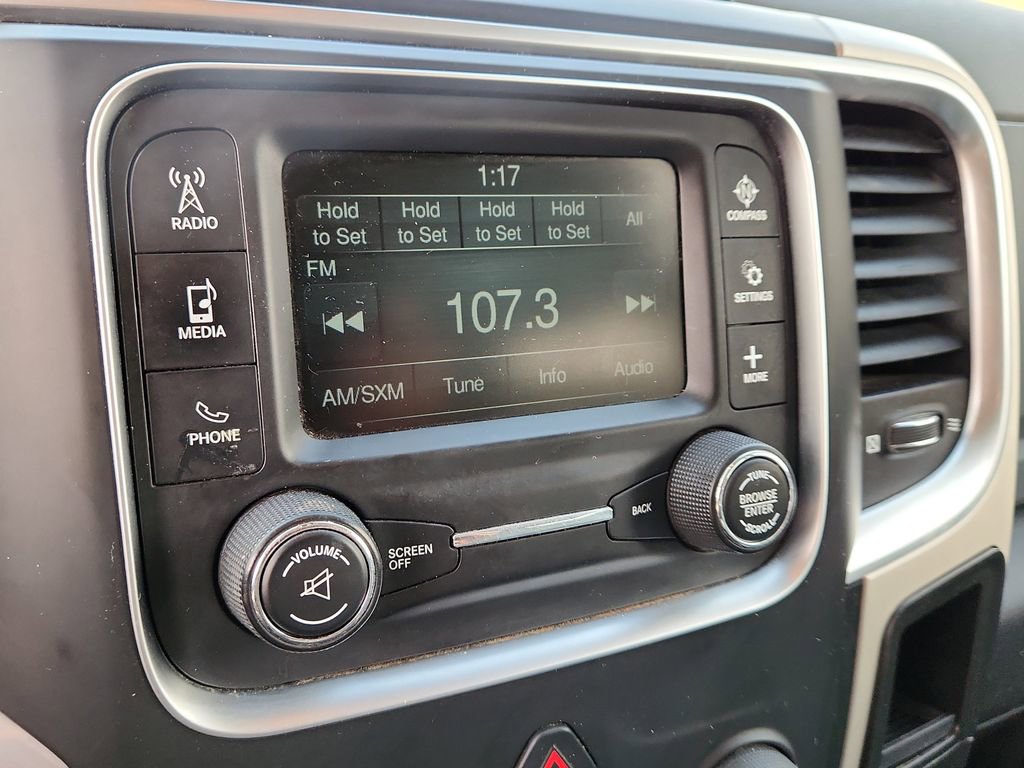 1:17
Hold to Set
Hold to Set
Hold to Set
Hold to Set
All
FM
107.3
AM/SXM
Tune
Info
Audio
RADIO
MEDIA
PHONE
N
COMPASS
SETTINGS
+
MORE
VOLUME
SCREEN
OFF
BACK
TUNE
BROWSE
ENTER
SCROLL